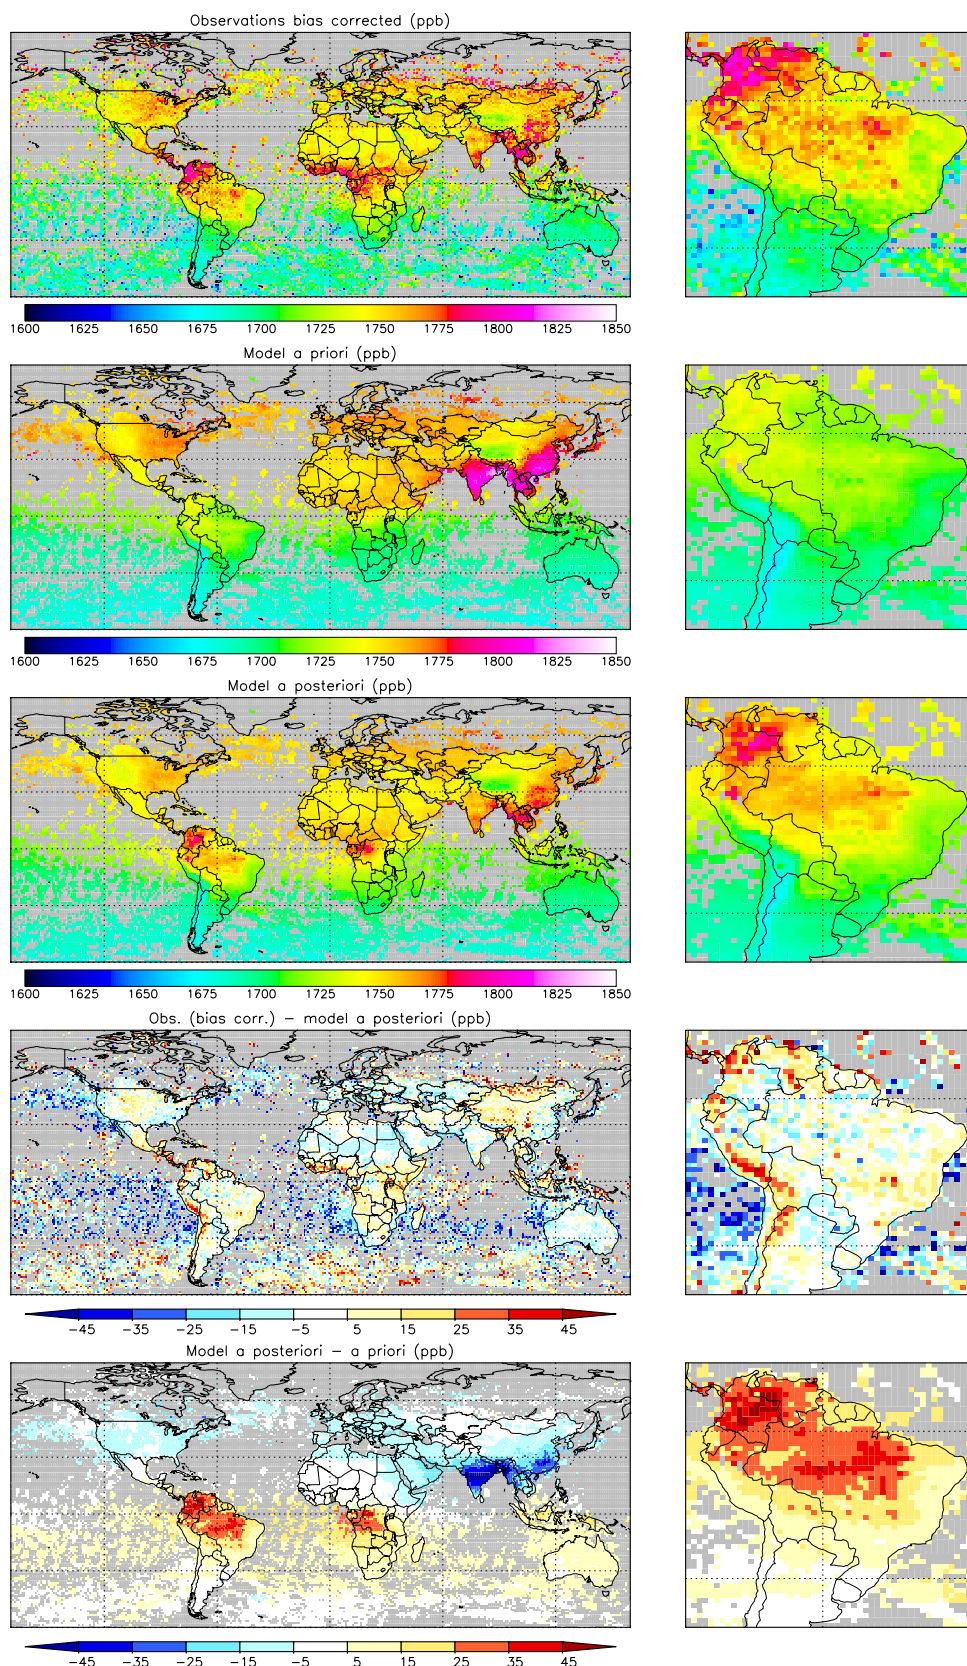 Observations bias corrected (ppb)
1600 1625 1650 1675 1700 1725 1750 1775 1800 1825 1850
Model a priori (ppb)
1600 1625 1650 1675 1700 1725 1750 1775 1800 1825 1850
Model a posteriori (ppb)
1600 1625 1650 1675 1700 1725 1750 1775 1800 1825 1850
Obs. (bias corr.) − model a posteriori (ppb)
−45 −35 −25 −15 −5 5 15 25 35 45
Model a posteriori − a priori (ppb)
−45 −35 −25 −15 −5 5 15 25 35 45